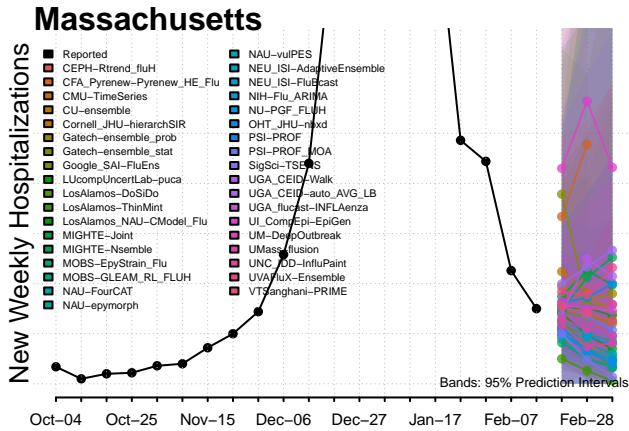 Massachusetts
New Weekly Hospitalizations
Reported
CEPH−Rtrend_fluH
CFA_Pyrenew−Pyrenew_HE_Flu
CMU−TimeSeries
CU−ensemble
Cornell_JHU−hierarchSIR
Gatech−ensemble_prob
Gatech−ensemble_stat
Google_SAI−FluEns
LUcompUncertLab−puca
LosAlamos−DoSiDo
LosAlamos−ThinMint
LosAlamos_NAU−CModel_Flu
MIGHTE−Joint
MIGHTE−Nsemble
MOBS−EpyStrain_Flu
MOBS−GLEAM_RL_FLUH
NAU−FourCAT
NAU−epymorph
NAU−vulPES
NEU_ISI−AdaptiveEnsemble
NEU_ISI−FluBcast
NIH−Flu_ARIMA
NU−PGF_FLUH
OHT_JHU−nbxd
PSI−PROF
PSI−PROF_MOA
SigSci−TSENS
UGA_CEID−Walk
UGA_CEID−auto_AVG_LB
UGA_flucast−INFLAenza
UI_CompEpi−EpiGen
UM−DeepOutbreak
UMass−flusion
UNC_IDD−InfluPaint
UVAFluX−Ensemble
VTSanghani−PRIME
Bands: 95% Prediction Intervals
Oct−04 Oct−25 Nov−15 Dec−06 Dec−27 Jan−17 Feb−07 Feb−28